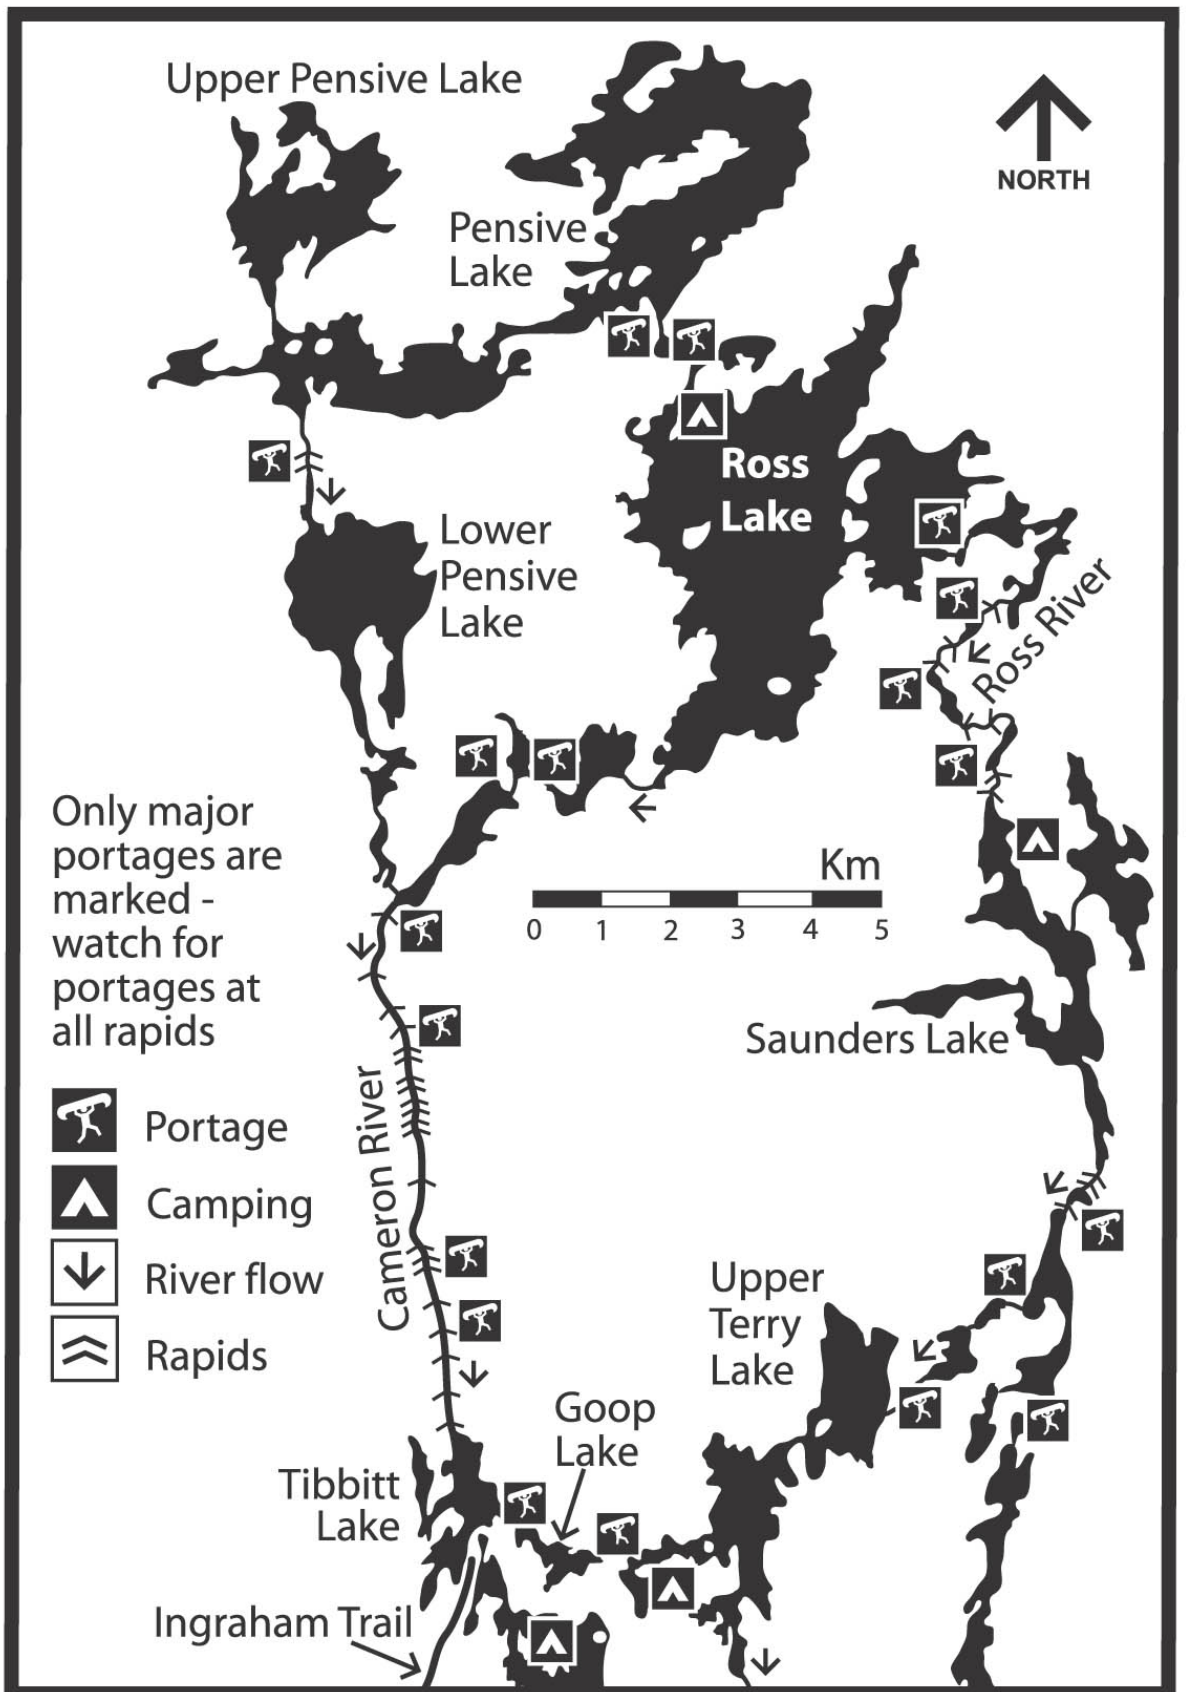 Upper Pensive Lake
NORTH
Pensive
Lake
Ross
Lake
Lower
Pensive
Lake
Ross River
Only major
portages are
marked -
watch for
portages at
all rapids
Km
0 1 2 3 4 5
Saunders Lake
Portage
Camping
River flow
Rapids
Cameron River
Upper
Terry
Lake
Goop
Lake
Tibbitt
Lake
Ingraham Trail